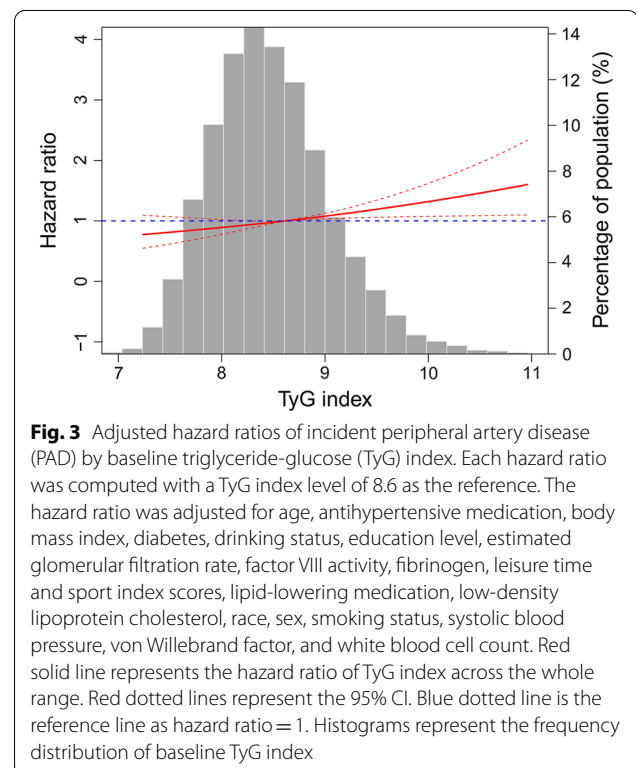 4
3
2
1
0
−1
Hazard ratio
14
12
10
8
6
4
2
0
Percentage of population (%)
7 8 9 10 11
TyG index
Fig. 3 Adjusted hazard ratios of incident peripheral artery disease
(PAD) by baseline triglyceride-glucose (TyG) index. Each hazard ratio
was computed with a TyG index level of 8.6 as the reference. The
hazard ratio was adjusted for age, antihypertensive medication, body
mass index, diabetes, drinking status, education level, estimated
glomerular filtration rate, factor VIII activity, fibrinogen, leisure time
and sport index scores, lipid-lowering medication, low-density
lipoprotein cholesterol, race, sex, smoking status, systolic blood
pressure, von Willebrand factor, and white blood cell count. Red
solid line represents the hazard ratio of TyG index across the whole
range. Red dotted lines represent the 95% CI. Blue dotted line is the
reference line as hazard ratio = 1. Histograms represent the frequency
distribution of baseline TyG index